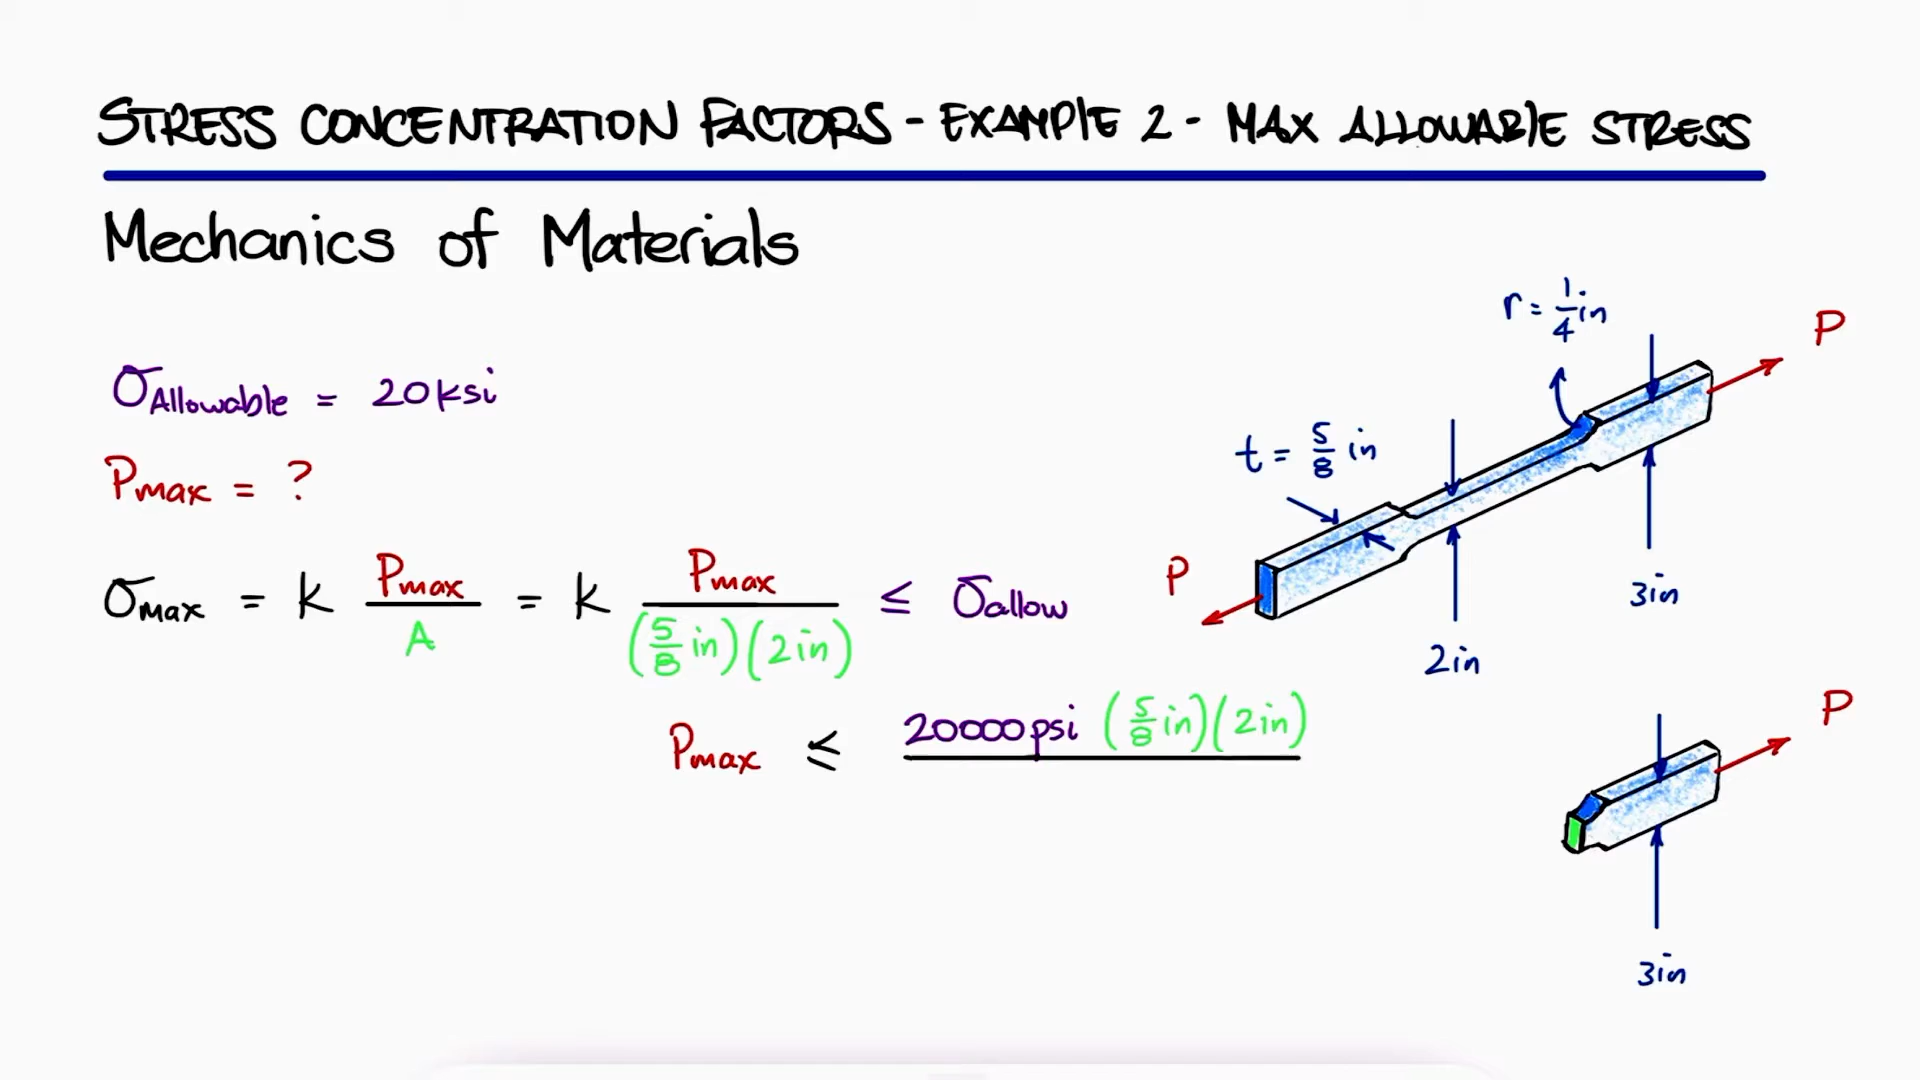 STRESS CONCENTRATION FACTORS - EXAMPLE 2 - MAX ALLOWABLE STRESS
Mechanics of Materials
σAllowable = 20ksi
Pmax = ?
σmax = K Pmax/A = K Pmax/((5/8 in)(2in)) ≤ σallow
Pmax ≤ 20000psi (5/8 in)(2in)
r = 1/4 in
P
t = 5/8 in
P
3in
2in
P
3in